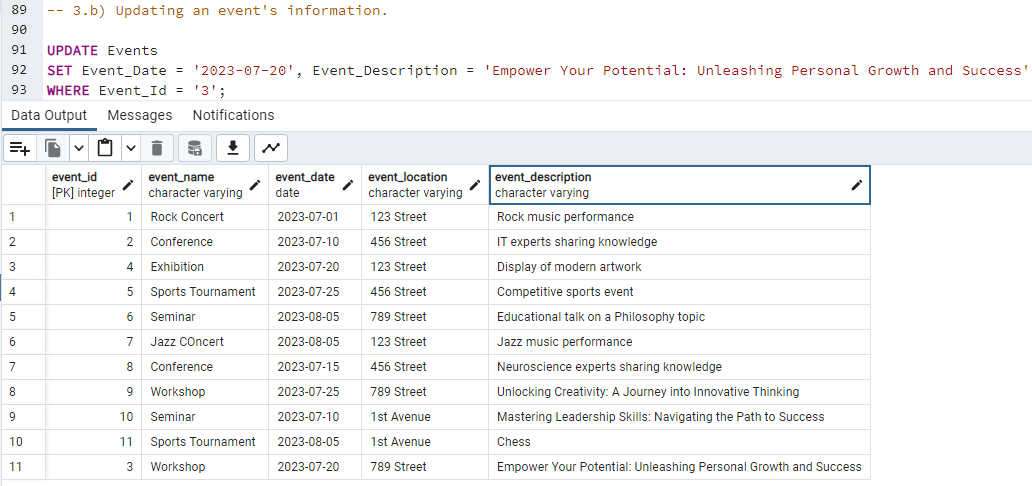 89 -- 3.b) Updating an event's information.
90
91 UPDATE Events
92 SET Event_Date = '2023-07-20', Event_Description = 'Empower Your Potential: Unleashing Personal Growth and Success'
93 WHERE Event_Id = '3';
Data Output Messages Notifications
event_id event_name event_date event_location event_description
[PK] integer character varying date character varying character varying
1 1 Rock Concert 2023-07-01 123 Street Rock music performance
2 2 Conference 2023-07-10 456 Street IT experts sharing knowledge
3 4 Exhibition 2023-07-20 123 Street Display of modern artwork
4 5 Sports Tournament 2023-07-25 456 Street Competitive sports event
5 6 Seminar 2023-08-05 789 Street Educational talk on a Philosophy topic
6 7 Jazz COncert 2023-08-05 123 Street Jazz music performance
7 8 Conference 2023-07-15 456 Street Neuroscience experts sharing knowledge
8 9 Workshop 2023-07-25 789 Street Unlocking Creativity: A Journey into Innovative Thinking
9 10 Seminar 2023-07-10 1st Avenue Mastering Leadership Skills: Navigating the Path to Success
10 11 Sports Tournament 2023-08-05 1st Avenue Chess
11 3 Workshop 2023-07-20 789 Street Empower Your Potential: Unleashing Personal Growth and Success